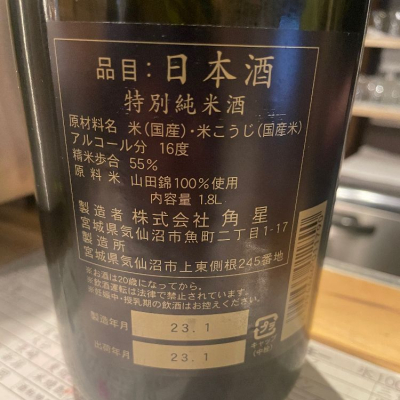 品目：日本酒
特別純米酒
原材料名 米（国産）・米こうじ（国産米）
アルコール分 16度
精米歩合 55％
原料米 山田錦100％使用
内容量 1.8L
製造者 株式会社 角星
宮城県気仙沼市魚町二丁目1-17
製造所
宮城県気仙沼市上東側根245番地
※お酒は20歳になってから。
※飲酒運転は法律で禁止されています。
※妊娠中・授乳期の飲酒はお控えください。
製造年月 23.1
出荷年月 23.1